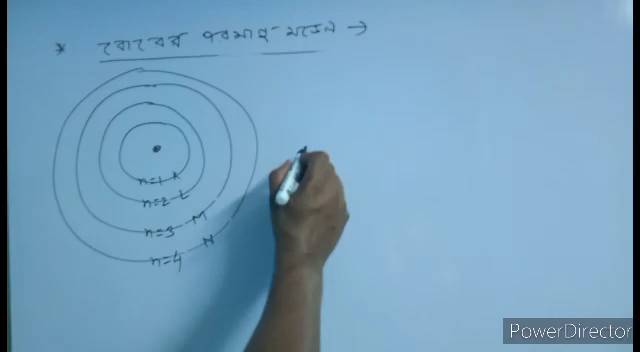 * বোরের পরমাণু মডেল →
n=1 K
n=2 L
n=3 M
n=4 N
PowerDirector